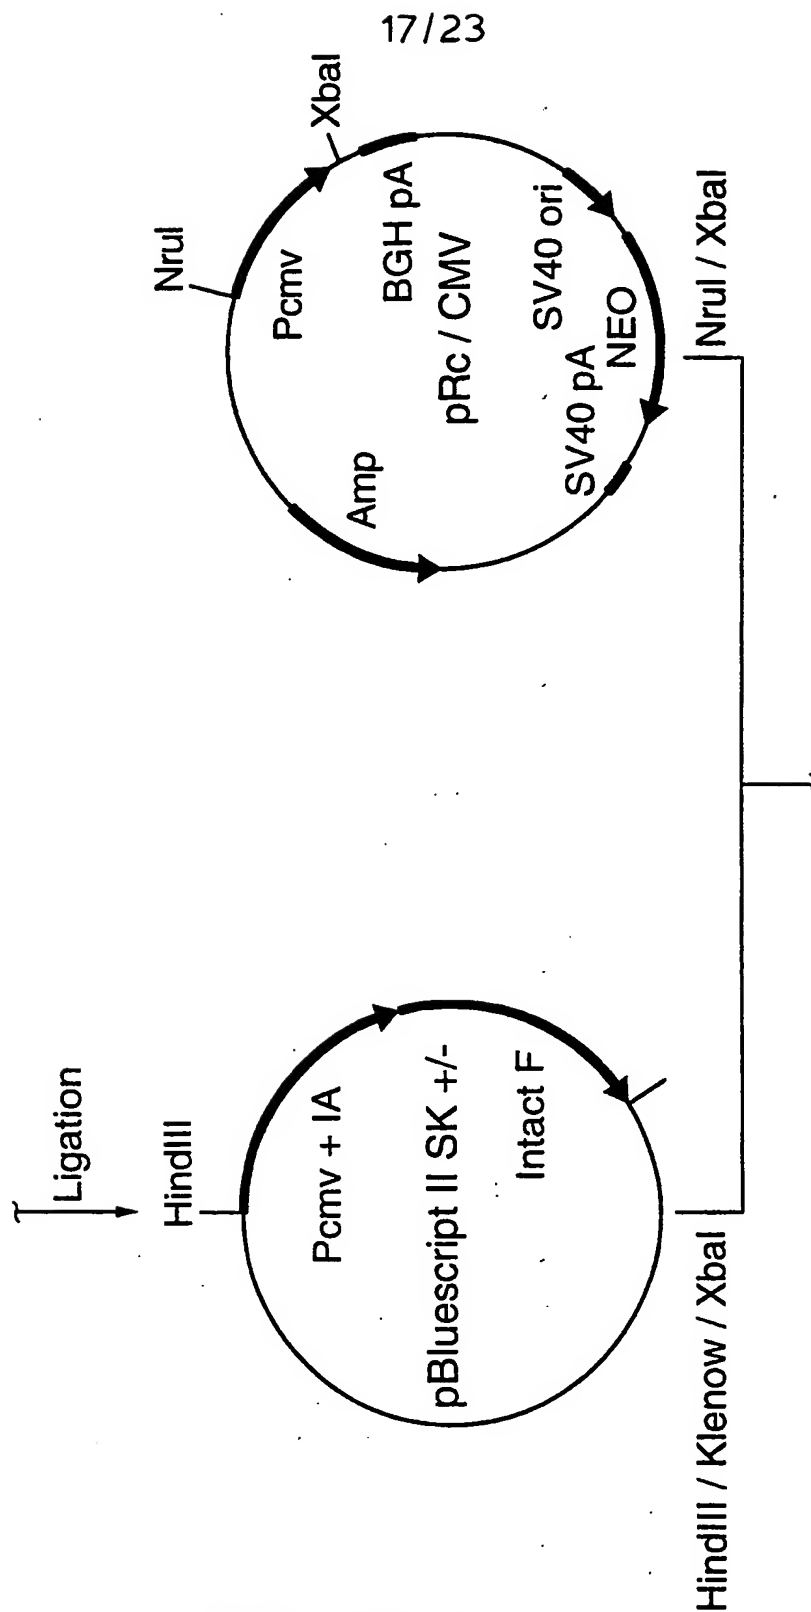 17/23
Ligation
HindIII
Pcmv + IA
pBluescript II SK +/-
Intact F
HindIII / Klenow / XbaI
NruI
XbaI
Pcmv
BGH pA
pRc / CMV
Amp
SV40 ori
SV40 pA
NEO
NruI / XbaI